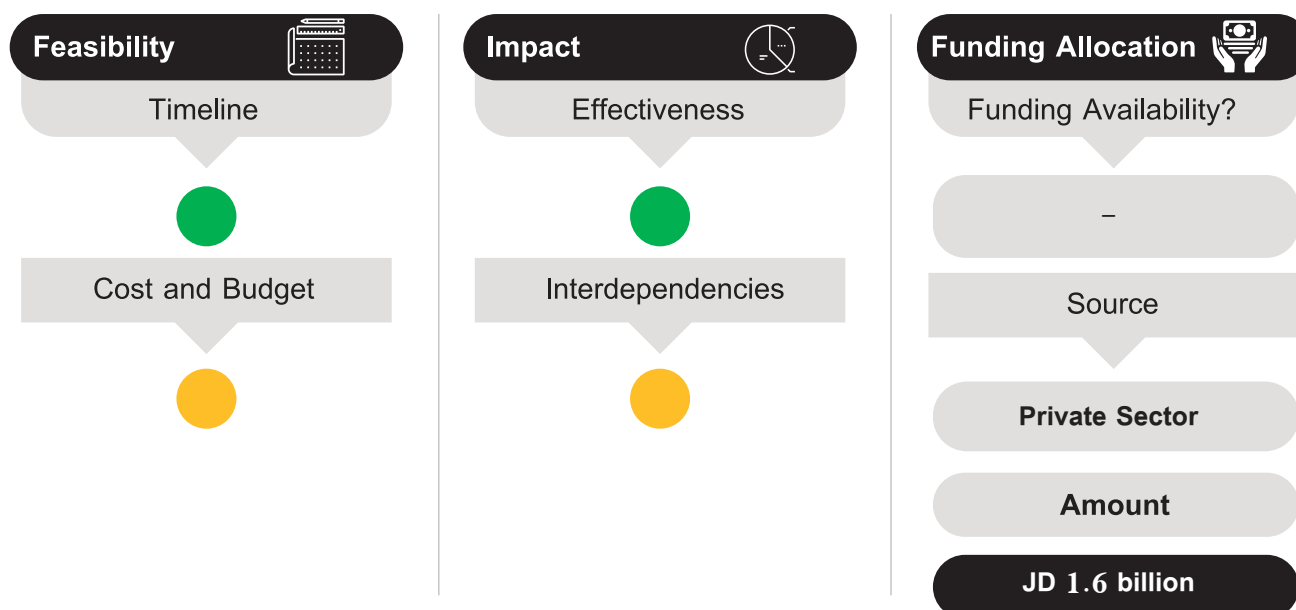 Feasibility
Timeline
Cost and Budget
Impact
Effectiveness
Interdependencies
Funding Allocation
Funding Availability?
–
Source
Private Sector
Amount
JD 1.6 billion